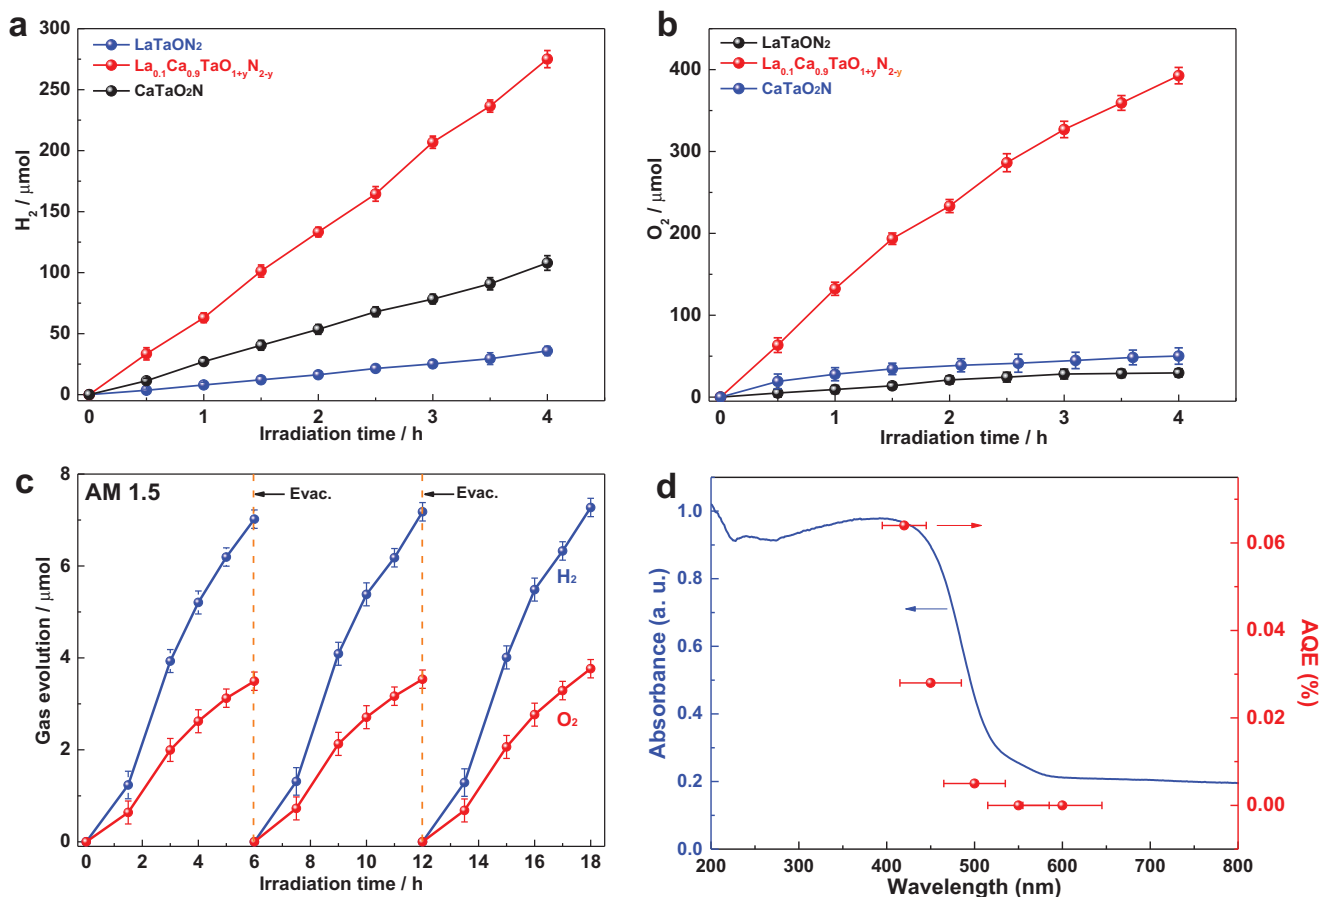 a
300
250
200
150
100
50
0
H2 / μmol
LaTaON2
La0.1Ca0.9TaO1+yN2-y
CaTaO2N
0 1 2 3 4
Irradiation time / h
b
400
300
200
100
0
O2 / μmol
LaTaON2
La0.1Ca0.9TaO1+yN2-y
CaTaO2N
0 1 2 3 4
Irradiation time / h
c
AM 1.5
8
6
4
2
0
Gas evolution / μmol
Evac.
Evac.
H2
O2
0 2 4 6 8 10 12 14 16 18
Irradiation time / h
d
1.0
0.8
0.6
0.4
0.2
0.0
Absorbance (a. u.)
0.06
0.04
0.02
0.00
AQE (%)
200 300 400 500 600 700 800
Wavelength (nm)